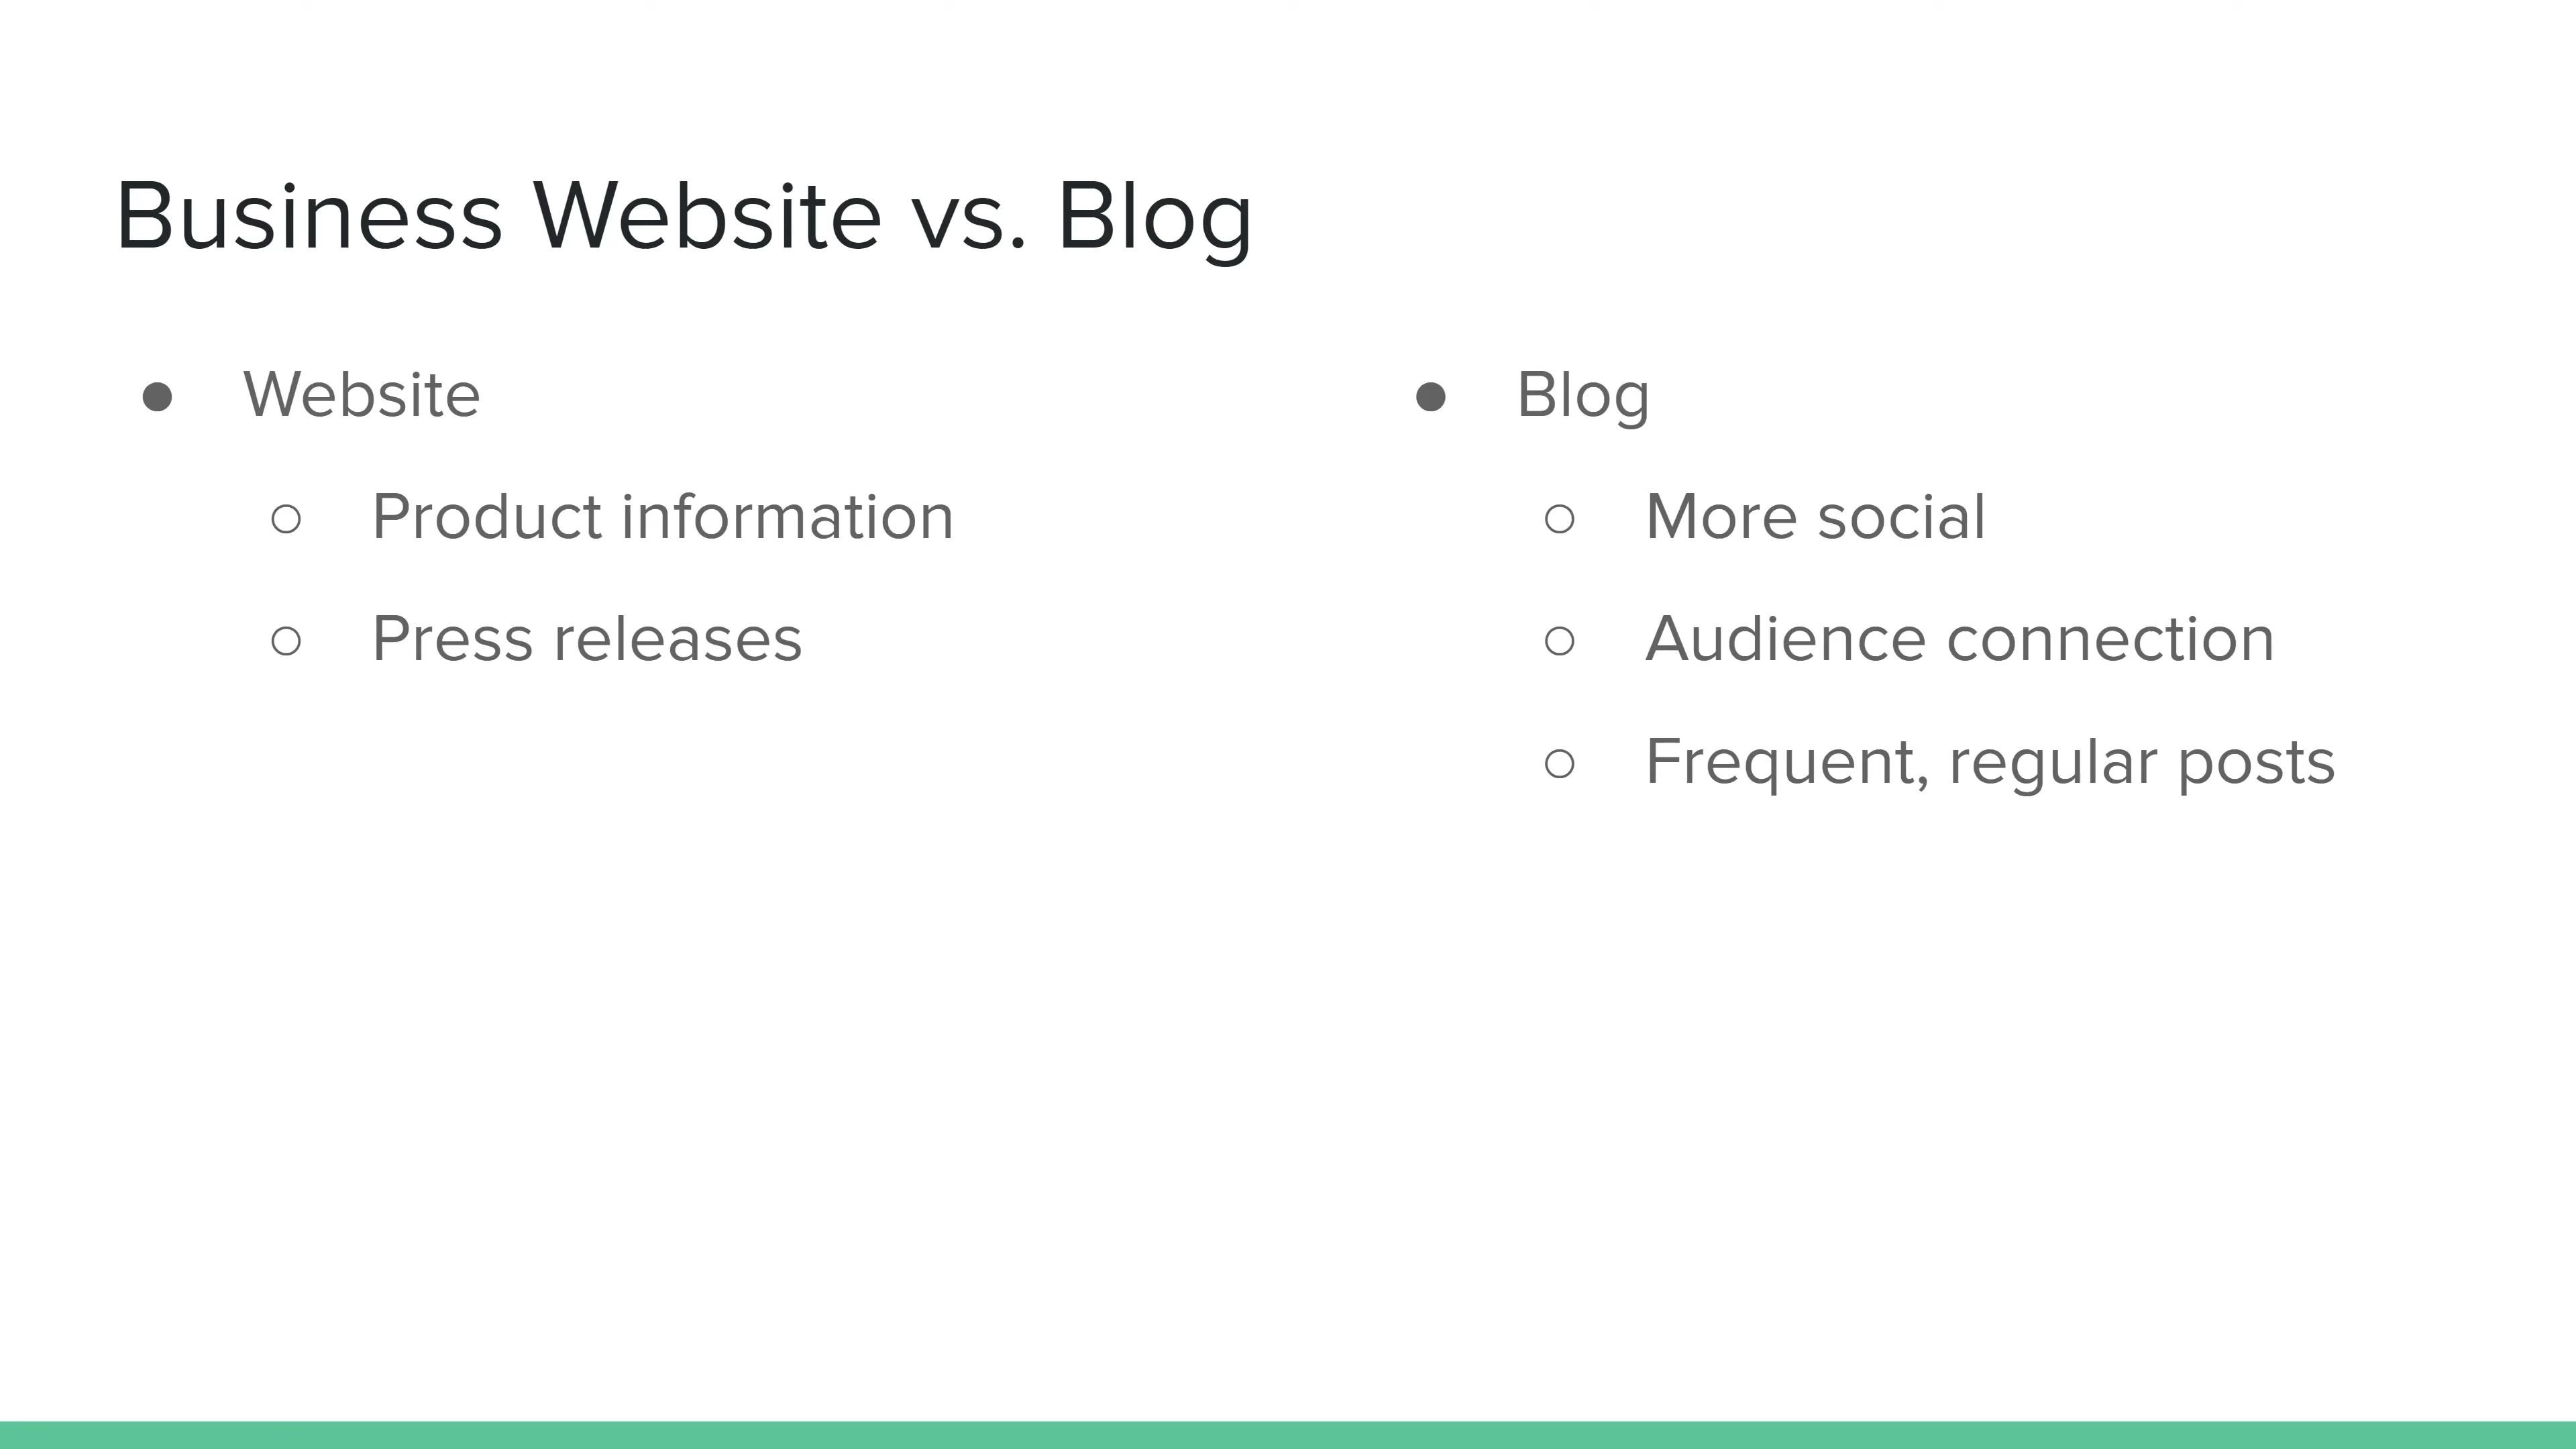 Business Website vs. Blog
● Website
○ Product information
○ Press releases
● Blog
○ More social
○ Audience connection
○ Frequent, regular posts